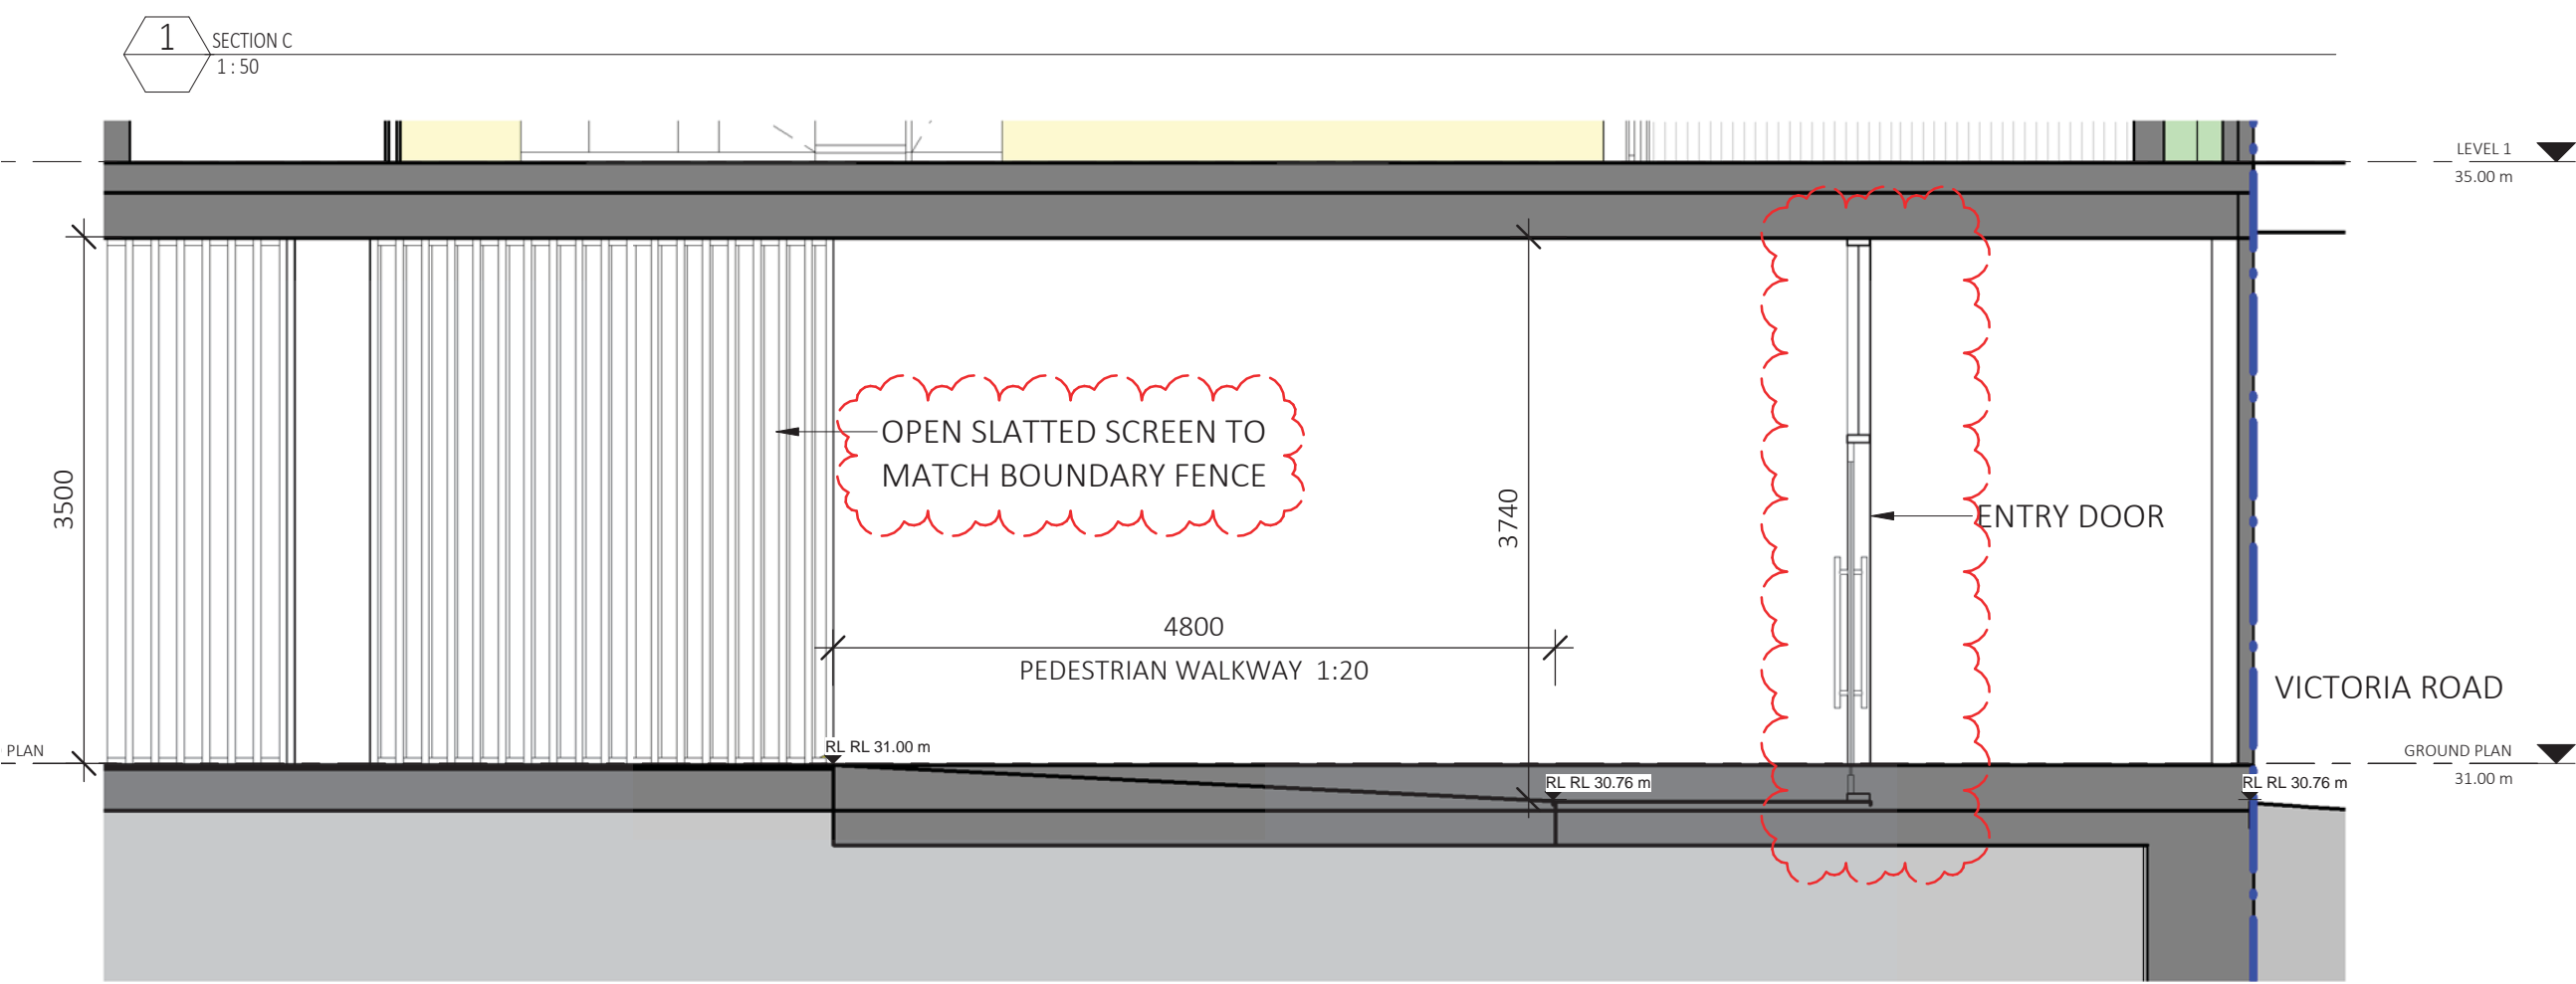 1
SECTION C
1 : 50
LEVEL 1
35.00 m
OPEN SLATTED SCREEN TO
MATCH BOUNDARY FENCE
3500
3740
ENTRY DOOR
4800
PEDESTRIAN WALKWAY 1:20
VICTORIA ROAD
PLAN
RL RL 31.00 m
GROUND PLAN
31.00 m
RL RL 30.76 m
RL RL 30.76 m